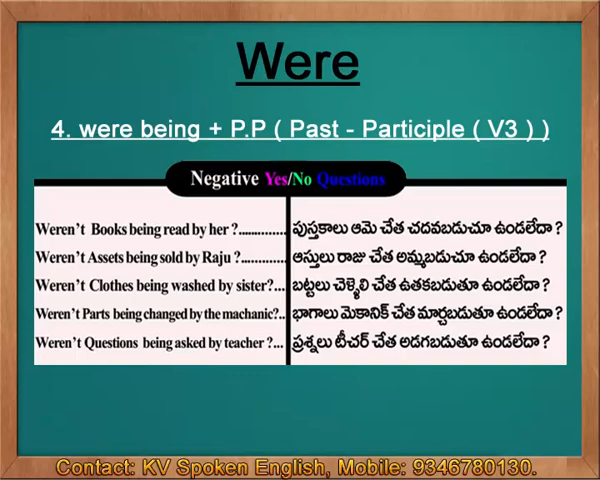 Were
4. were being + P.P ( Past - Participle ( V3 ) )
Negative Yes/No Questions
Weren't Books being read by her ?.............. పుస్తకాలు ఆమె చేత చదవబడుచూ ఉండలేదా ?
Weren't Assets being sold by Raju ?............ ఆస్తులు రాజు చేత అమ్మబడుచూ ఉండలేదా ?
Weren't Clothes being washed by sister?... బట్టలు చెళ్ళెలి చేత ఉతకబడుతూ ఉండలేదా ?
Weren't Parts being changed by the machanic?.. భాగాలు మెకానిక్ చేత మార్చబడుతూ ఉండలేదా ?
Weren't Questions being asked by teacher ?... ప్రశ్నలు టీచర్ చేత అడగబడుతూ ఉండలేదా ?
Contact: KV Spoken English, Mobile: 9346780130.